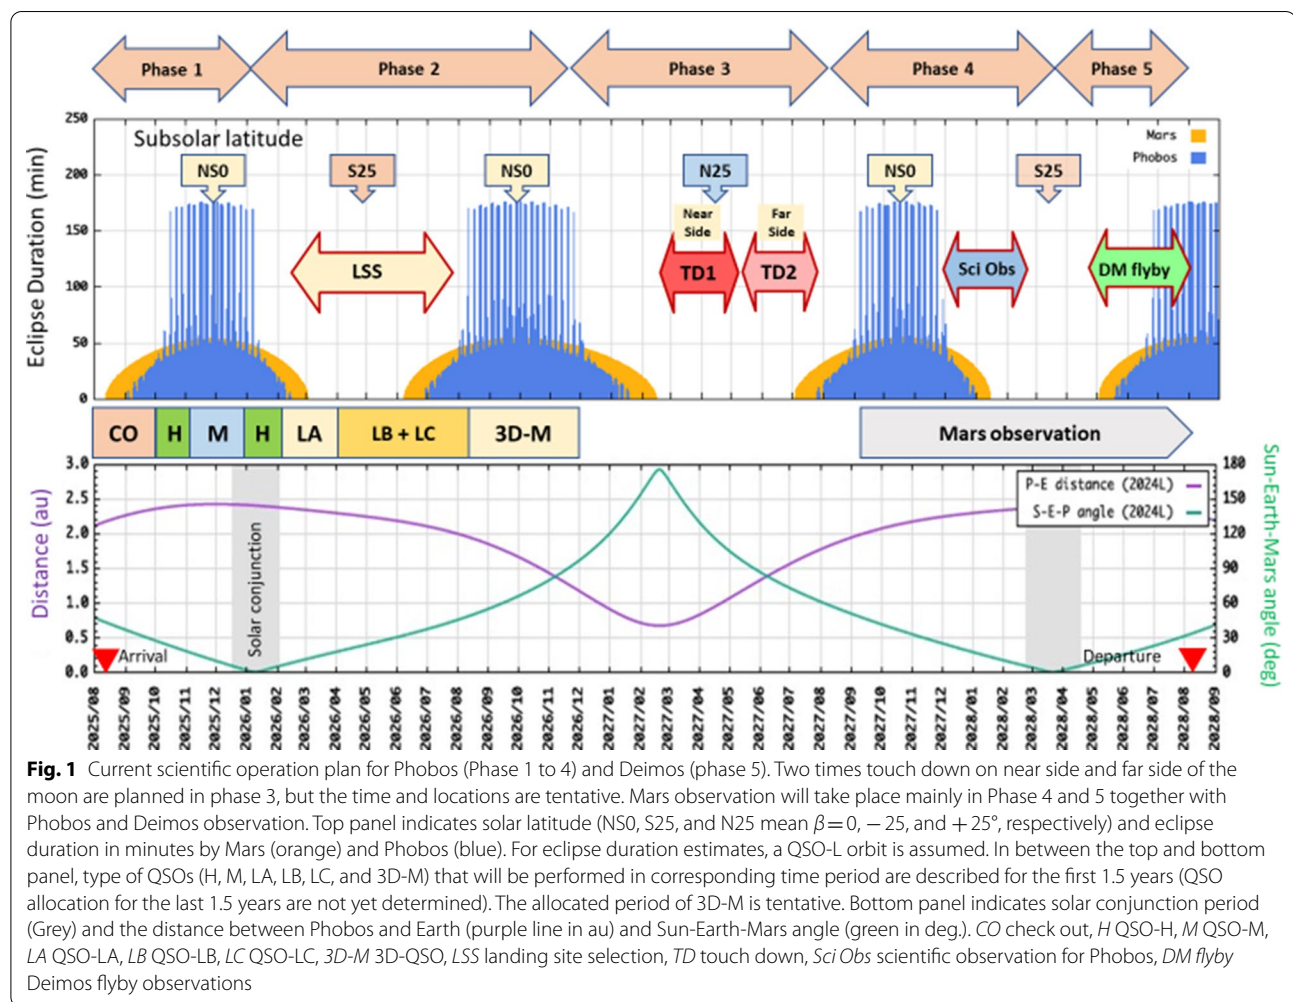 Phase 1
Phase 2
Phase 3
Phase 4
Phase 5
Eclipse Duration (min)
250
200
150
100
50
0
Subsolar latitude
Mars
Phobos
NS0
S25
NS0
N25
NS0
S25
Near
Side
Far
Side
LSS
TD1
TD2
Sci Obs
DM flyby
CO
H
M
H
LA
LB + LC
3D-M
Mars observation
Distance (au)
3.0
2.5
2.0
1.5
1.0
0.5
0.0
P-E distance (2024L)
S-E-P angle (2024L)
Solar conjunction
Arrival
Departure
180
150
120
90
60
30
0
Sun-Earth-Mars angle (deg)
2025/08
2025/09
2025/10
2025/11
2025/12
2026/01
2026/02
2026/03
2026/04
2026/05
2026/06
2026/07
2026/08
2026/09
2026/10
2026/11
2026/12
2027/01
2027/02
2027/03
2027/04
2027/05
2027/06
2027/07
2027/08
2027/09
2027/10
2027/11
2027/12
2028/01
2028/02
2028/03
2028/04
2028/05
2028/06
2028/07
2028/08
2028/09
Fig. 1 Current scientific operation plan for Phobos (Phase 1 to 4) and Deimos (phase 5). Two times touch down on near side and far side of the
moon are planned in phase 3, but the time and locations are tentative. Mars observation will take place mainly in Phase 4 and 5 together with
Phobos and Deimos observation. Top panel indicates solar latitude (NS0, S25, and N25 mean β = 0, − 25, and + 25°, respectively) and eclipse
duration in minutes by Mars (orange) and Phobos (blue). For eclipse duration estimates, a QSO-L orbit is assumed. In between the top and bottom
panel, type of QSOs (H, M, LA, LB, LC, and 3D-M) that will be performed in corresponding time period are described for the first 1.5 years (QSO
allocation for the last 1.5 years are not yet determined). The allocated period of 3D-M is tentative. Bottom panel indicates solar conjunction period
(Grey) and the distance between Phobos and Earth (purple line in au) and Sun-Earth-Mars angle (green in deg.). CO check out, H QSO-H, M QSO-M,
LA QSO-LA, LB QSO-LB, LC QSO-LC, 3D-M 3D-QSO, LSS landing site selection, TD touch down, Sci Obs scientific observation for Phobos, DM flyby
Deimos flyby observations